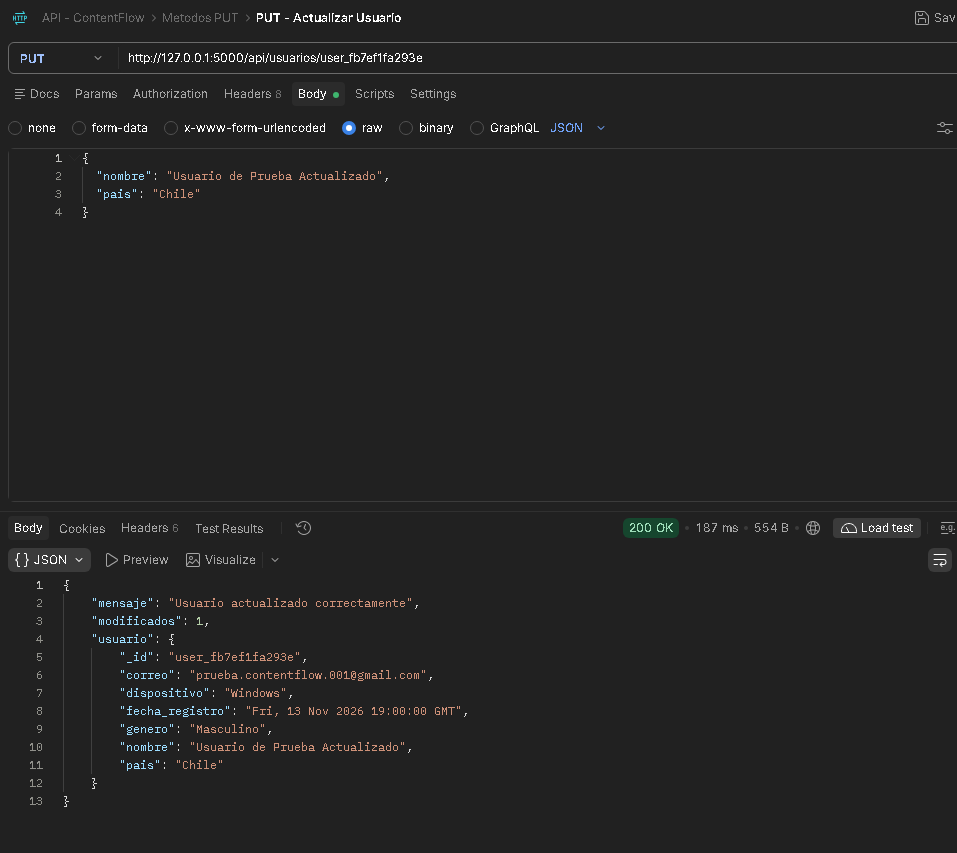 HTTP API - ContentFlow > Metodos PUT > PUT - Actualizar Usuario Sav
PUT http://127.0.0.1:5000/api/usuarios/user_fb7ef1fa293e
Docs Params Authorization Headers 8 Body Scripts Settings
none form-data x-www-form-urlencoded raw binary GraphQL JSON
1 {
2 "nombre": "Usuario de Prueba Actualizado",
3 "pais": "Chile"
4 }
Body Cookies Headers 6 Test Results 200 OK • 187 ms • 554 B • Load test e.g.
{} JSON Preview Visualize
1 {
2 "mensaje": "Usuario actualizado correctamente",
3 "modificados": 1,
4 "usuario": {
5 "_id": "user_fb7ef1fa293e",
6 "correo": "prueba.contentflow.001@gmail.com",
7 "dispositivo": "Windows",
8 "fecha_registro": "Fri, 13 Nov 2026 19:00:00 GMT",
9 "genero": "Masculino",
10 "nombre": "Usuario de Prueba Actualizado",
11 "pais": "Chile"
12 }
13 }